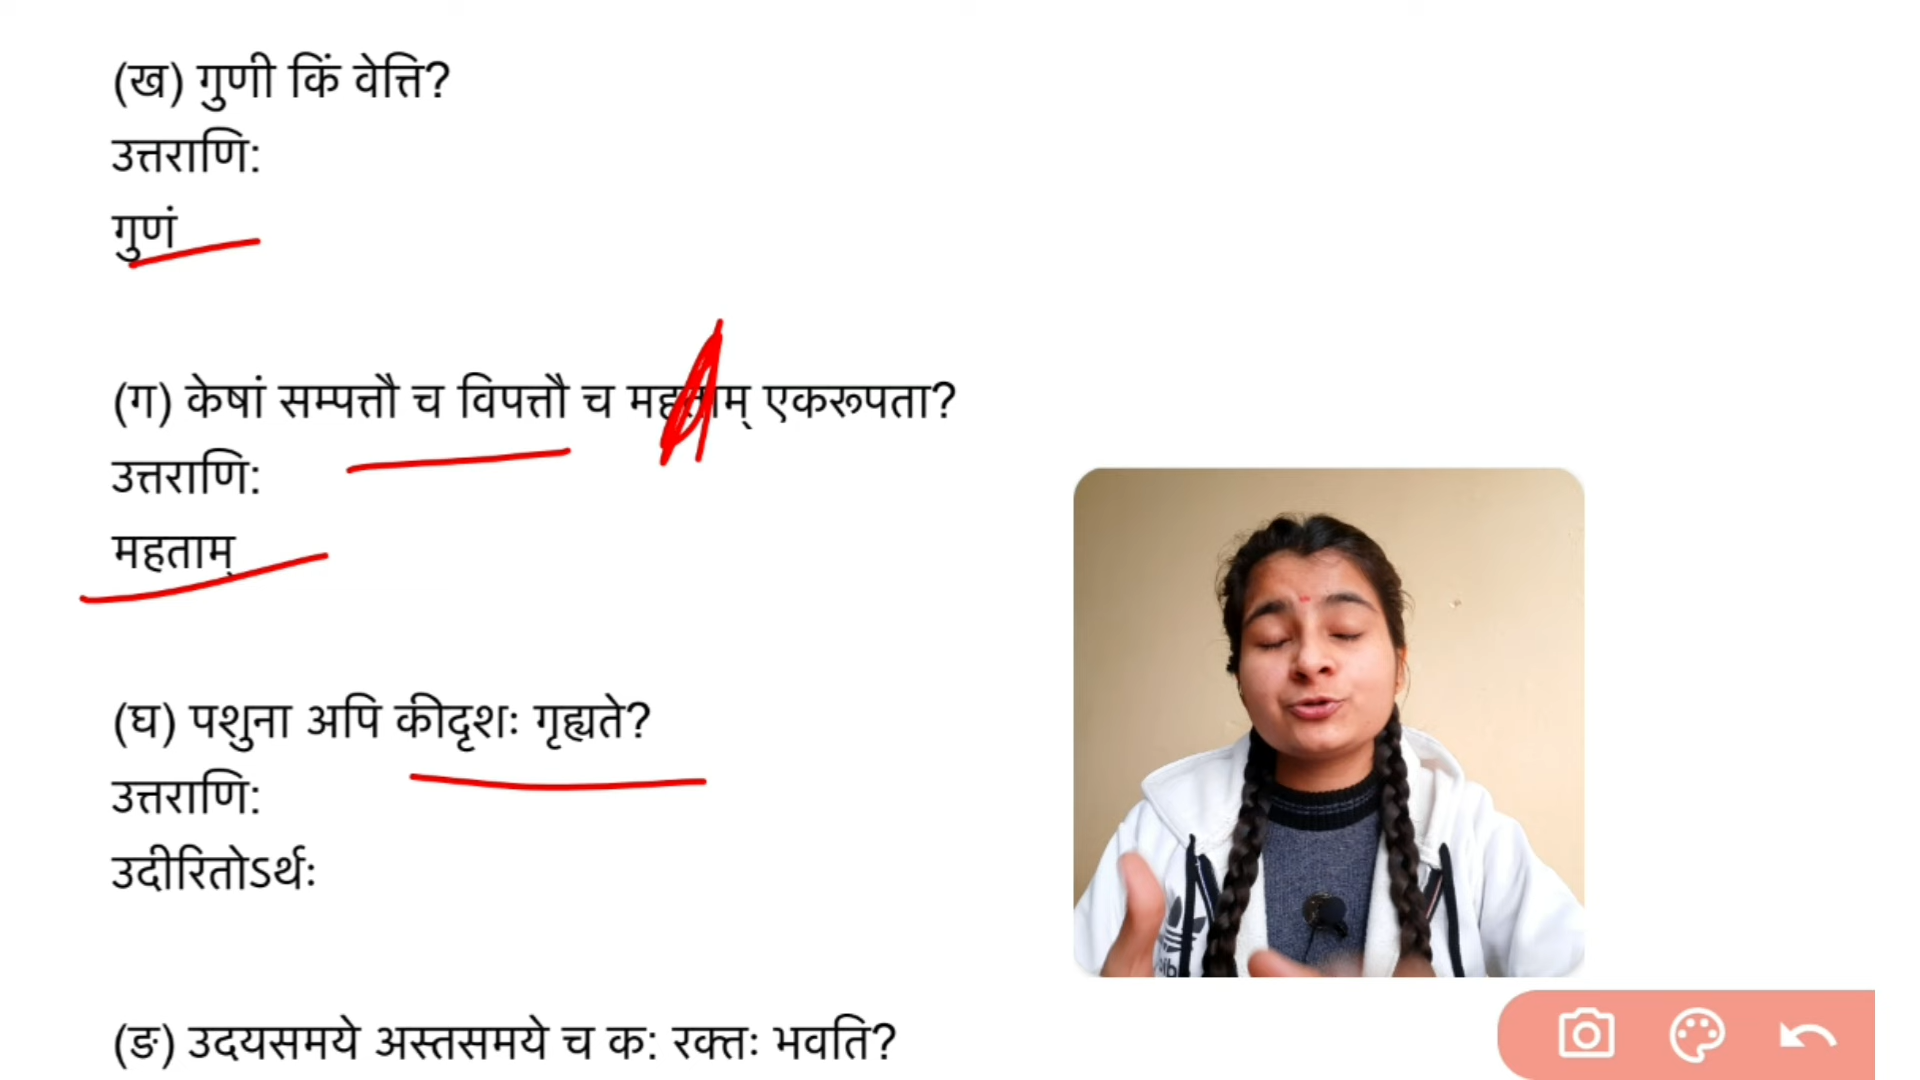 (ख) गुणी किं वेत्ति?
उत्तराणि:
गुणं
(ग) केषां सम्पत्तौ च विपत्तौ च महताम् एकरूपता?
उत्तराणि:
महताम्
(घ) पशुना अपि कीदृशः गृह्यते?
उत्तराणि:
उदीरितोऽर्थः
(ङ) उदयसमये अस्तसमये च क: रक्तः भवति?